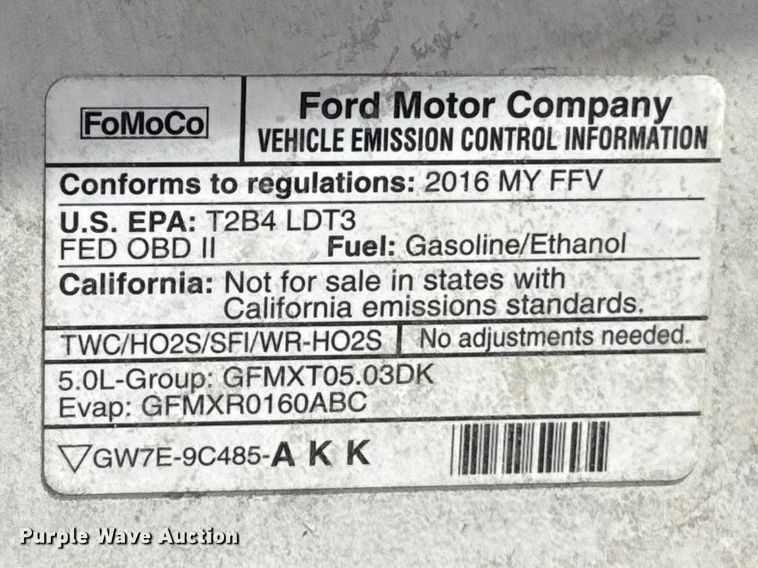 FoMoCo
Ford Motor Company
VEHICLE EMISSION CONTROL INFORMATION
Conforms to regulations: 2016 MY FFV
U.S. EPA: T2B4 LDT3
FED OBD II Fuel: Gasoline/Ethanol
California: Not for sale in states with
California emissions standards.
TWC/HO2S/SFI/WR-HO2S No adjustments needed.
5.0L-Group: GFMXT05.03DK
Evap: GFMXR0160ABC
GW7E-9C485-A K K
Purple Wave Auction